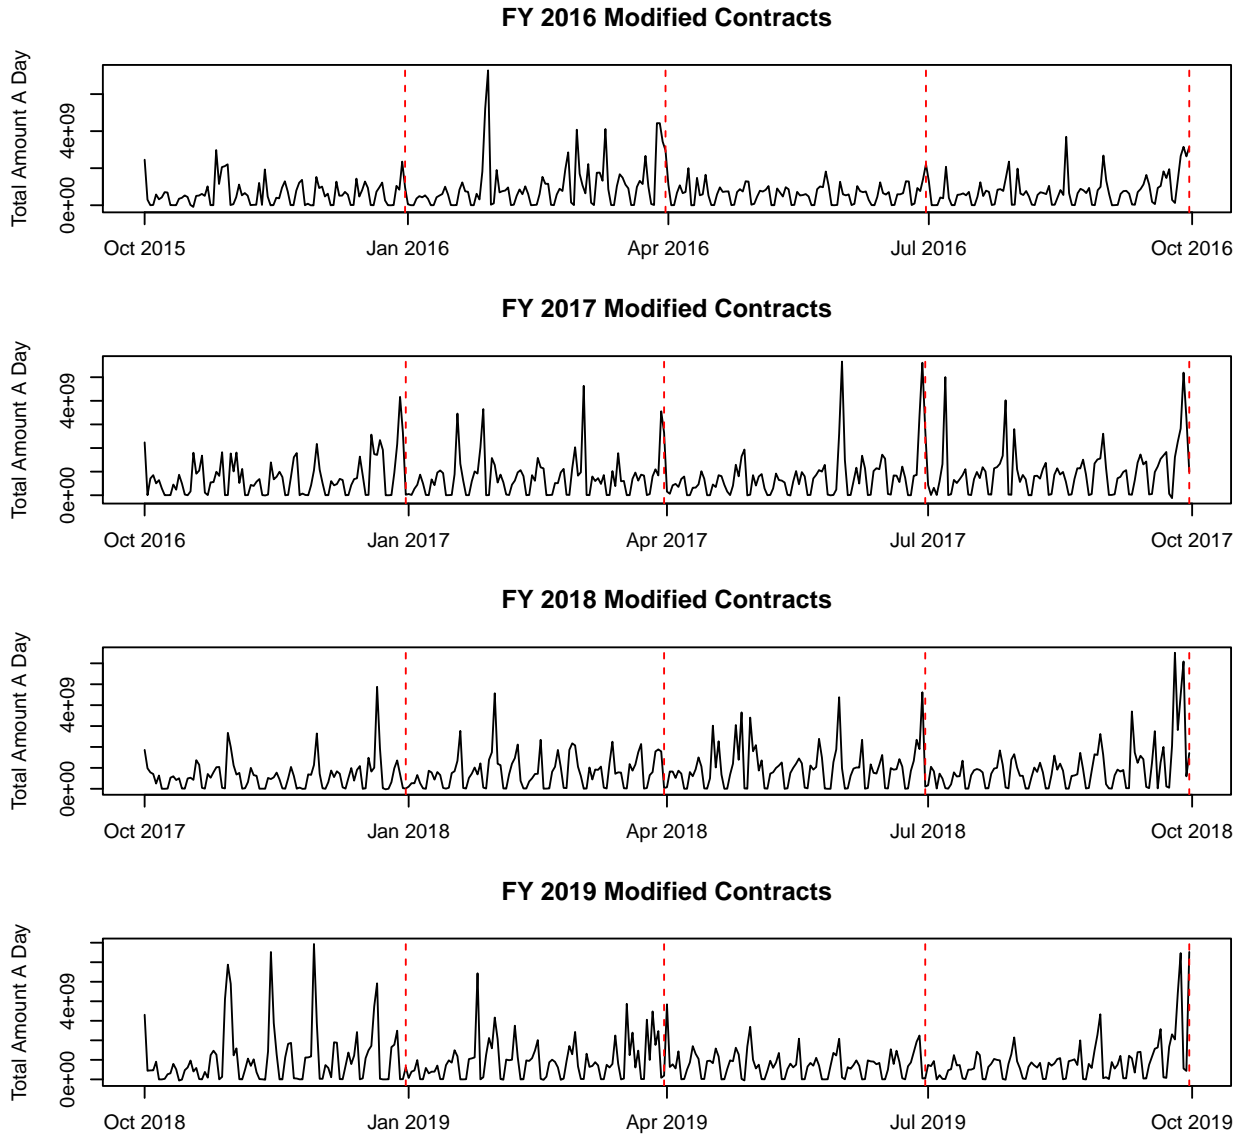 FY 2016 Modified Contracts
Total Amount A Day
4e+09
0e+00
Oct 2015 Jan 2016 Apr 2016 Jul 2016 Oct 2016
FY 2017 Modified Contracts
Total Amount A Day
4e+09
0e+00
Oct 2016 Jan 2017 Apr 2017 Jul 2017 Oct 2017
FY 2018 Modified Contracts
Total Amount A Day
4e+09
0e+00
Oct 2017 Jan 2018 Apr 2018 Jul 2018 Oct 2018
FY 2019 Modified Contracts
Total Amount A Day
4e+09
0e+00
Oct 2018 Jan 2019 Apr 2019 Jul 2019 Oct 2019